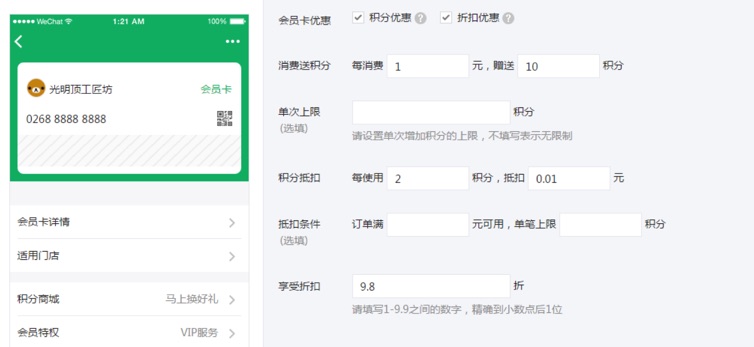 ●●●●● WeChat 1:21 AM 100%
光明顶工匠坊 会员卡
0268 8888 8888
会员卡详情
适用门店
积分商城 马上换好礼
会员特权 VIP服务
会员卡优惠 积分优惠 ? 折扣优惠 ?
消费送积分 每消费 1 元，赠送 10 积分
单次上限 积分
(选填) 请设置单次增加积分的上限，不填写表示无限制
积分抵扣 每使用 2 积分，抵扣 0.01 元
抵扣条件 订单满 元可用，单笔上限 积分
(选填)
享受折扣 9.8 折
请填写1-9.9之间的数字，精确到小数点后1位